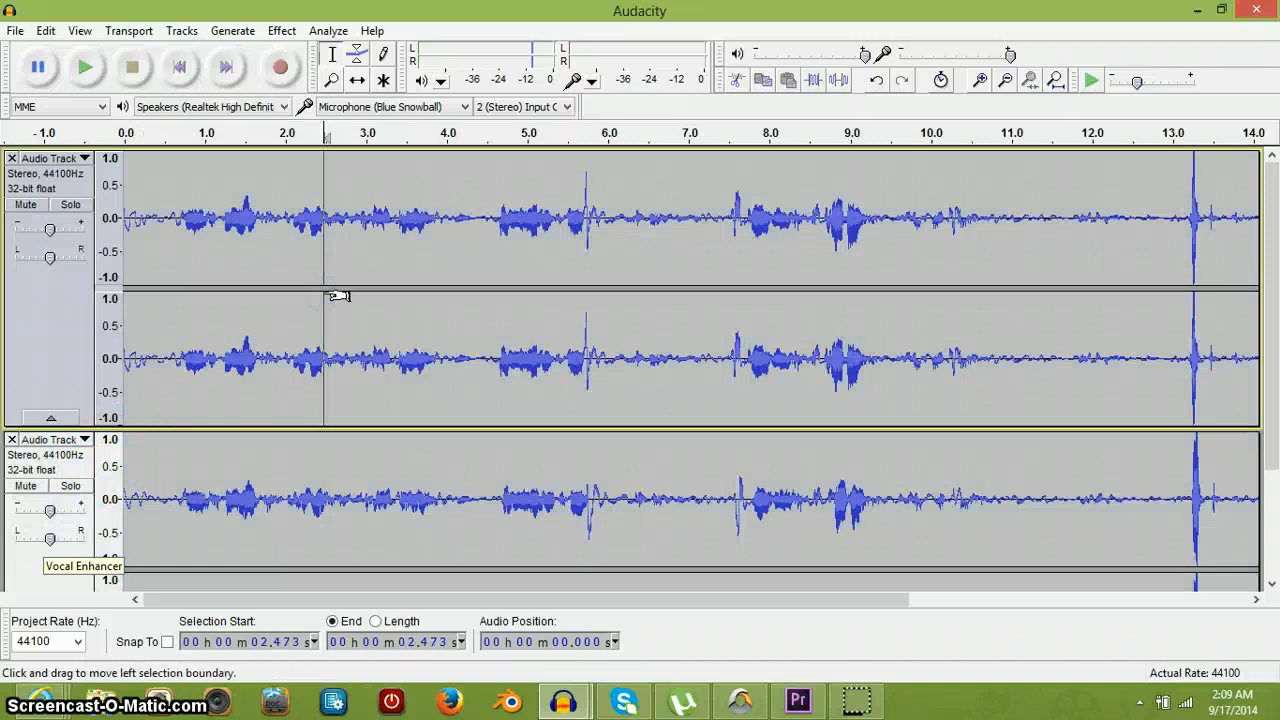 Audacity
File Edit View Transport Tracks Generate Effect Analyze Help
L R -36 -24 -12 0 L R -36 -24 -12 0
MME Speakers (Realtek High Definit Microphone (Blue Snowball) 2 (Stereo) Input C
- 1.0 0.0 1.0 2.0 3.0 4.0 5.0 6.0 7.0 8.0 9.0 10.0 11.0 12.0 13.0 14.0
Audio Track 1.0
Stereo, 44100Hz
32-bit float 0.5
Mute Solo
- + 0.0
L R -0.5
-1.0
1.0
0.5
0.0
-0.5
-1.0
Audio Track 1.0
Stereo, 44100Hz
32-bit float 0.5
Mute Solo
- + 0.0
L R -0.5
Vocal Enhancer
1.0
Project Rate (Hz): Selection Start: End Length Audio Position:
44100 Snap To 00 h 00 m 02.473 s 00 h 00 m 02.473 s 00 h 00 m 00.000 s
Click and drag to move left selection boundary. Actual Rate: 44100
Screencast-O-Matic.com
DOC
Pr
2:09 AM
9/17/2014